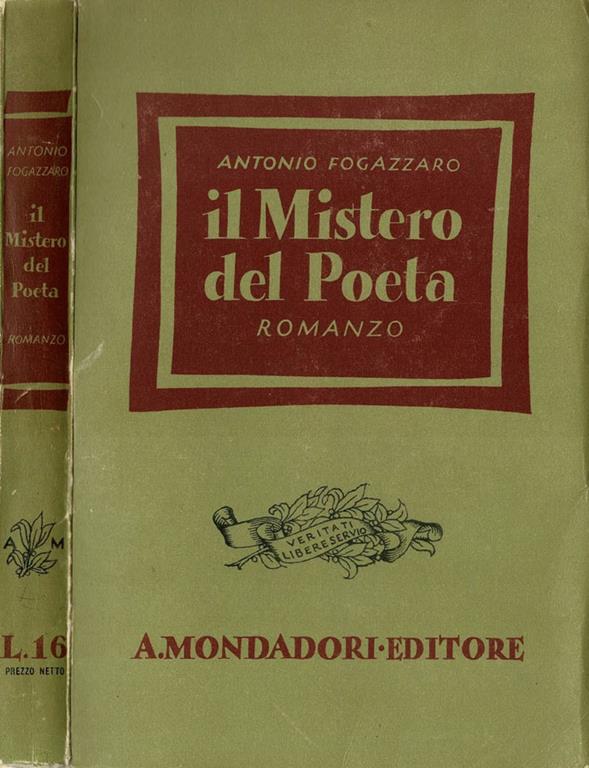 ANTONIO
FOGAZZARO
il
Mistero
del
Poeta
ROMANZO
A M
L.16
PREZZO NETTO
ANTONIO FOGAZZARO
il Mistero
del Poeta
ROMANZO
VERITATI
LIBERE SERVIO
A.MONDADORI·EDITORE